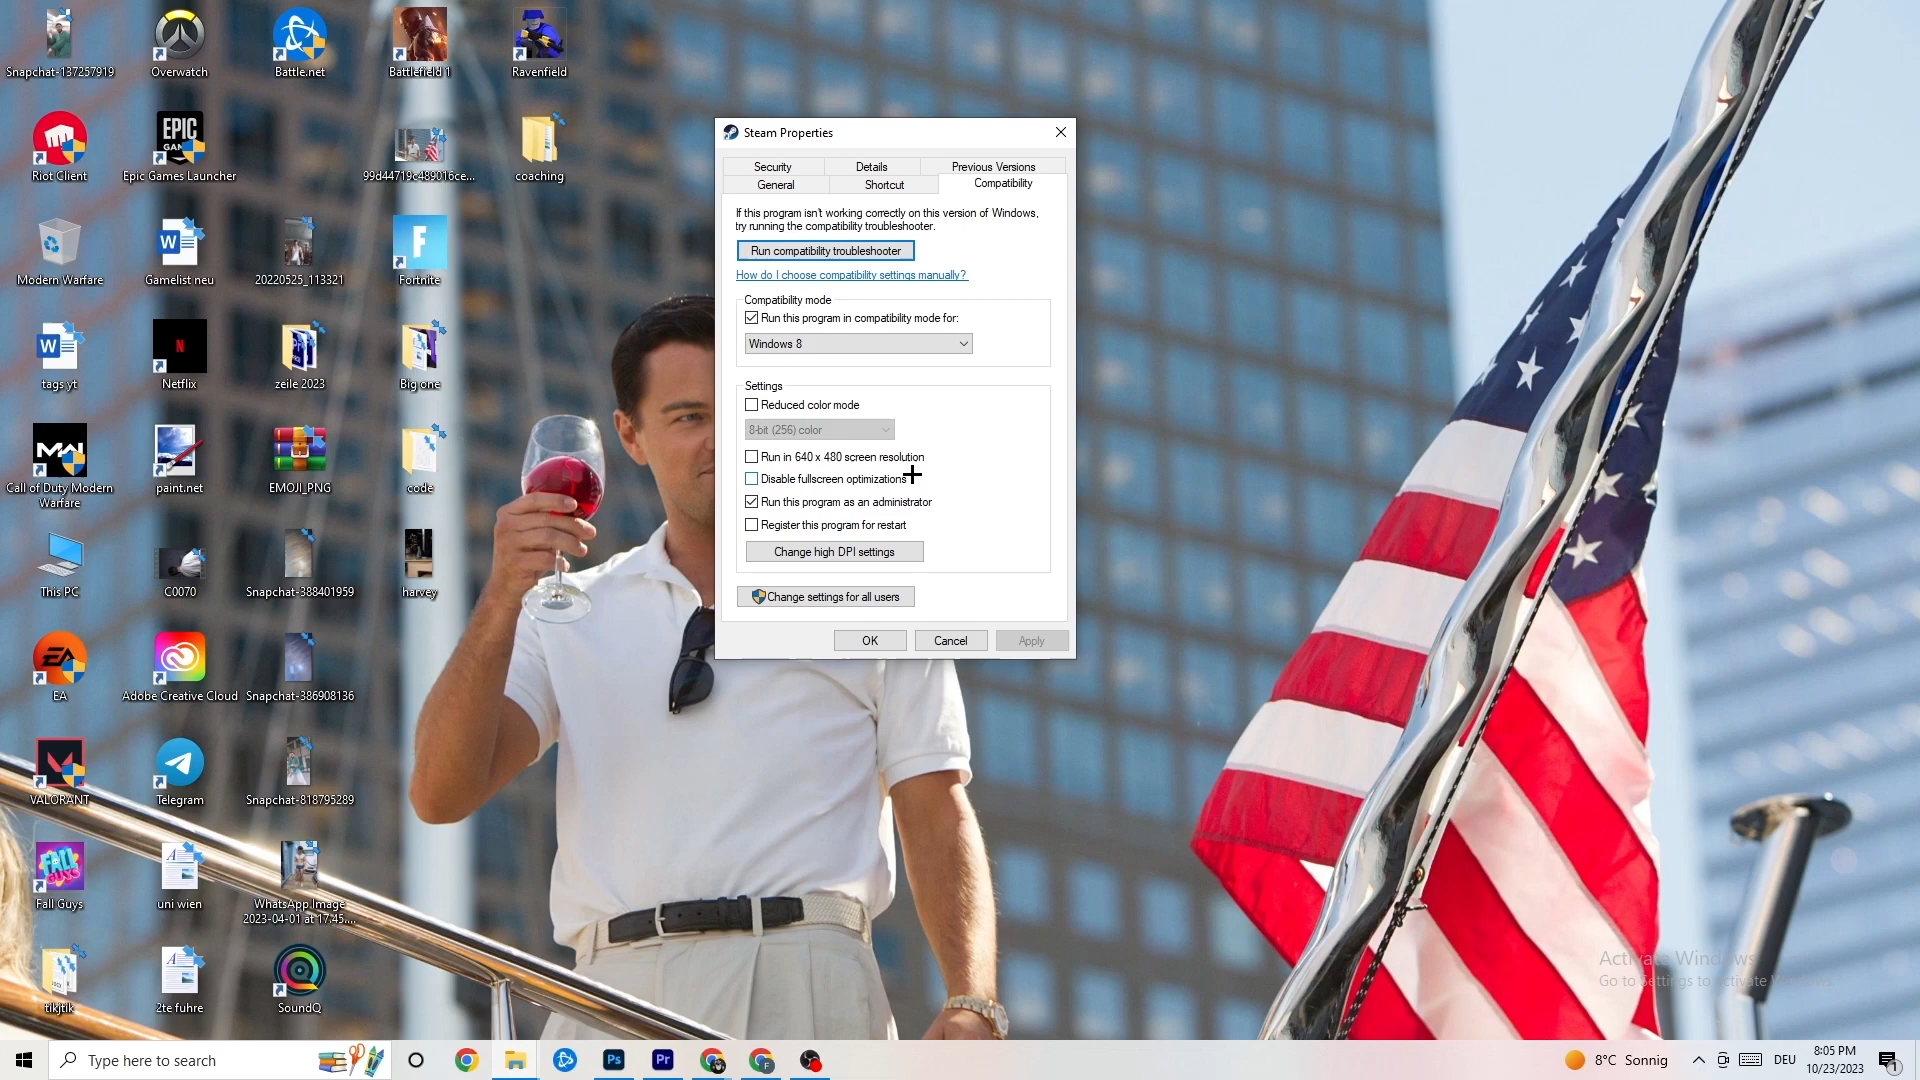 Snapchat-137257919
Overwatch
Battle.net
Battlefield 1
Ravenfield
EPIC
GAMES
Riot Client
Epic Games Launcher
99d44719c489016ce...
coaching
W
F
Modern Warfare
Gamelist neu
20220525_113321
Fortnite
W
N
tags yt
Netflix
zeile 2023
Big one
MW
Call of Duty Modern
Warfare
paint.net
EMOJI_PNG
code
This PC
C0070
Snapchat-388401959
harvey
EA
EA
Adobe Creative Cloud
Snapchat-386908136
VALORANT
Telegram
Snapchat-818795289
FALL
GUYS
Fall Guys
uni wien
WhatsApp Image
2023-04-01 at 17.45....
tikjtik
2te fuhre
SoundQ
Steam Properties
Security
Details
Previous Versions
General
Shortcut
Compatibility
If this program isn't working correctly on this version of Windows,
try running the compatibility troubleshooter.
Run compatibility troubleshooter
How do I choose compatibility settings manually?
Compatibility mode
Run this program in compatibility mode for:
Windows 8
Settings
Reduced color mode
8-bit (256) color
Run in 640 x 480 screen resolution
Disable fullscreen optimizations
Run this program as an administrator
Register this program for restart
Change high DPI settings
Change settings for all users
OK
Cancel
Apply
Activate Windows
Go to Settings to activate Windows.
Type here to search
Ps
Pr
F
8°C Sonnig
DEU
8:05 PM
10/23/2023
1